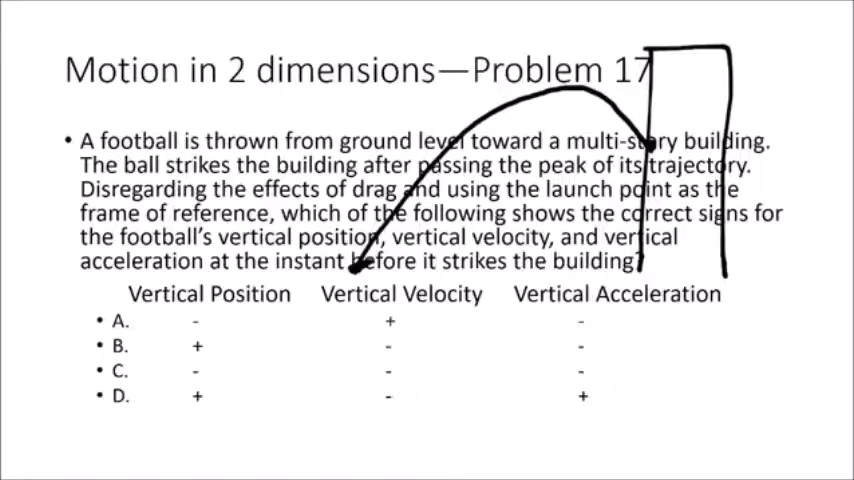 Motion in 2 dimensions—Problem 17
• A football is thrown from ground level toward a multi-story building.
The ball strikes the building after passing the peak of its trajectory.
Disregarding the effects of drag and using the launch point as the
frame of reference, which of the following shows the correct signs for
the football's vertical position, vertical velocity, and vertical
acceleration at the instant before it strikes the building?
Vertical Position Vertical Velocity Vertical Acceleration
• A. - + -
• B. + - -
• C. - - -
• D. + - +